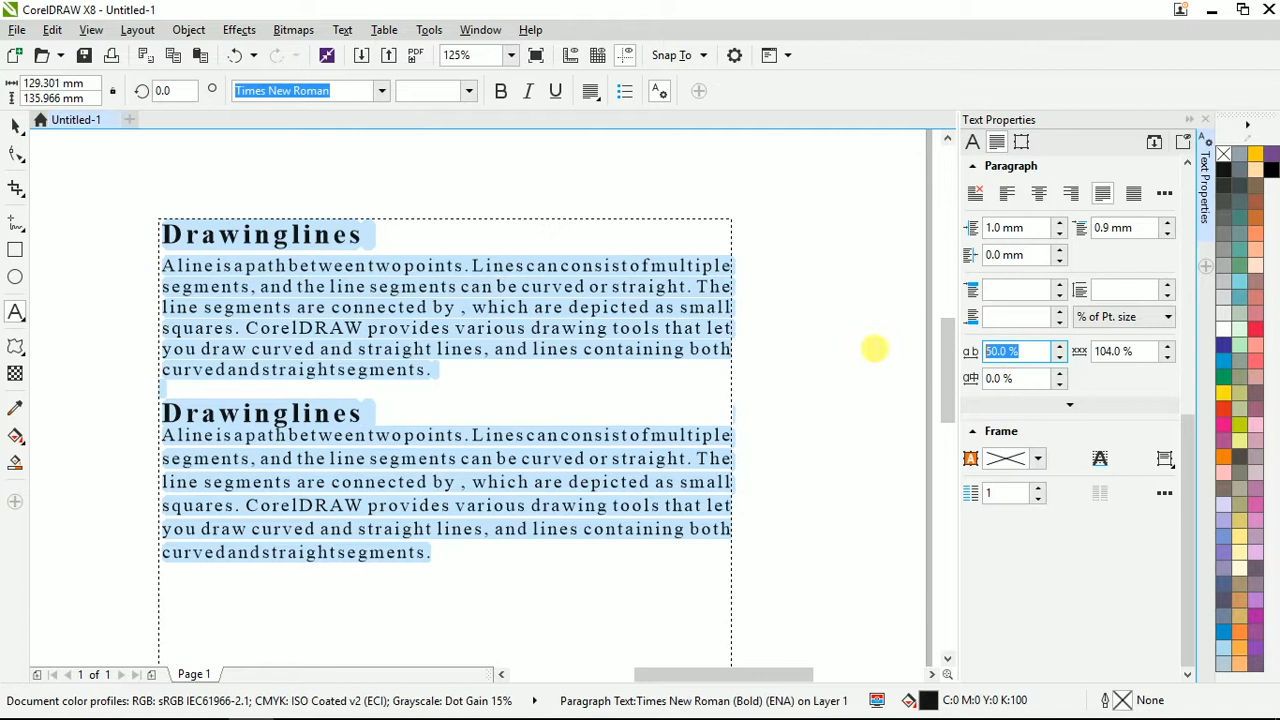 CorelDRAW X8 - Untitled-1
File Edit View Layout Object Effects Bitmaps Text Table Tools Window Help
PDF 125% Snap To
129.301 mm
135.966 mm
0.0 Times New Roman B I U
Untitled-1
Text Properties
Paragraph
1.0 mm 0.9 mm
0.0 mm
% of Pt. size
ab 50.0 % xxx 104.0 %
0.0 %
Frame
1
Text Properties
Drawinglines
Alineisapathbetweentwopoints. Linescanconsistofmultiple
segments, and the line segments can be curved or straight. The
line segments are connected by , which are depicted as small
squares. CorelDRAW provides various drawing tools that let
you draw curved and straight lines, and lines containing both
curvedandstraightsegments.
Drawinglines
Alineisapathbetweentwopoints. Linescanconsistofmultiple
segments, and the line segments can be curved or straight. The
line segments are connected by , which are depicted as small
squares. CorelDRAW provides various drawing tools that let
you draw curved and straight lines, and lines containing both
curvedandstraightsegments.
1 of 1 Page 1
Document color profiles: RGB: sRGB IEC61966-2.1; CMYK: ISO Coated v2 (ECI); Grayscale: Dot Gain 15% Paragraph Text:Times New Roman (Bold) (ENA) on Layer 1 C:0 M:0 Y:0 K:100 None